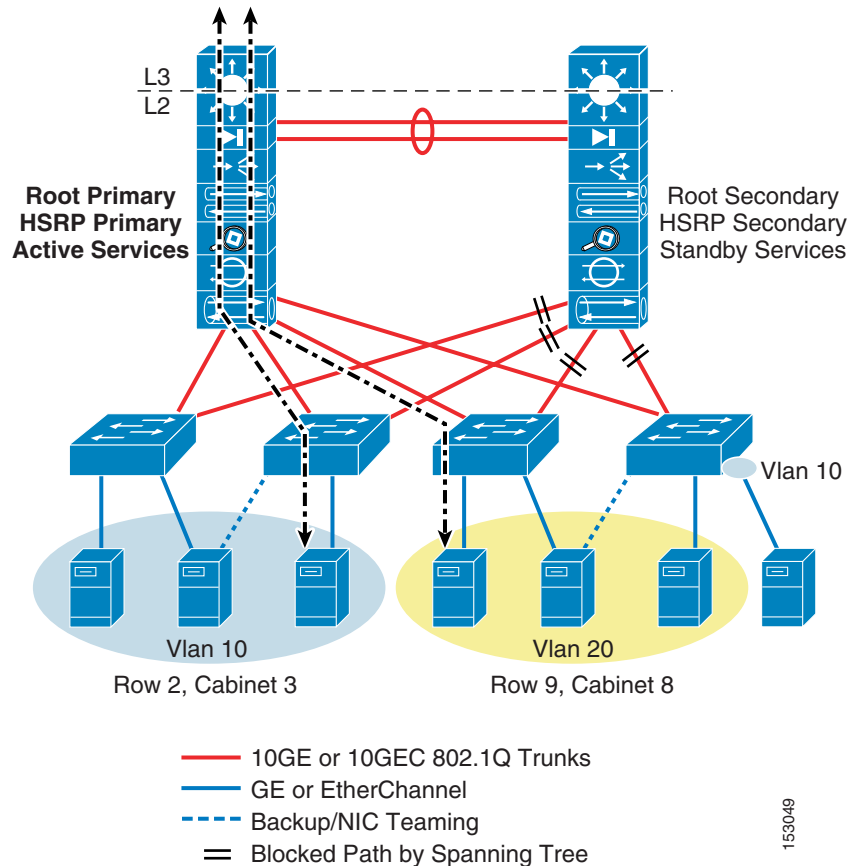 L3
L2
Root Primary
HSRP Primary
Active Services
Root Secondary
HSRP Secondary
Standby Services
Vlan 10
Vlan 10
Vlan 20
Row 2, Cabinet 3
Row 9, Cabinet 8
10GE or 10GEC 802.1Q Trunks
GE or EtherChannel
Backup/NIC Teaming
Blocked Path by Spanning Tree
153049